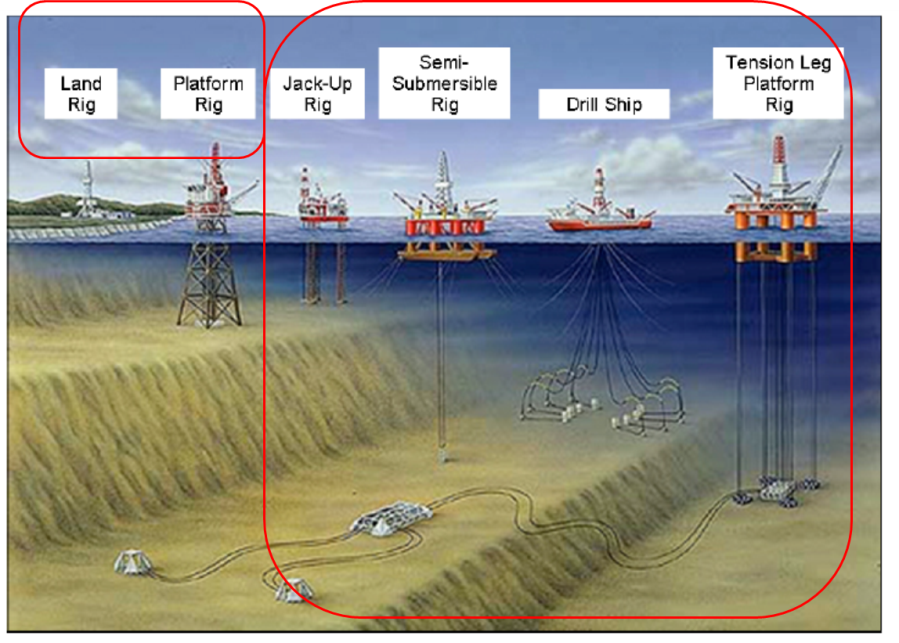 Land
Rig
Platform
Rig
Jack-Up
Rig
Semi-
Submersible
Rig
Drill Ship
Tension Leg
Platform
Rig